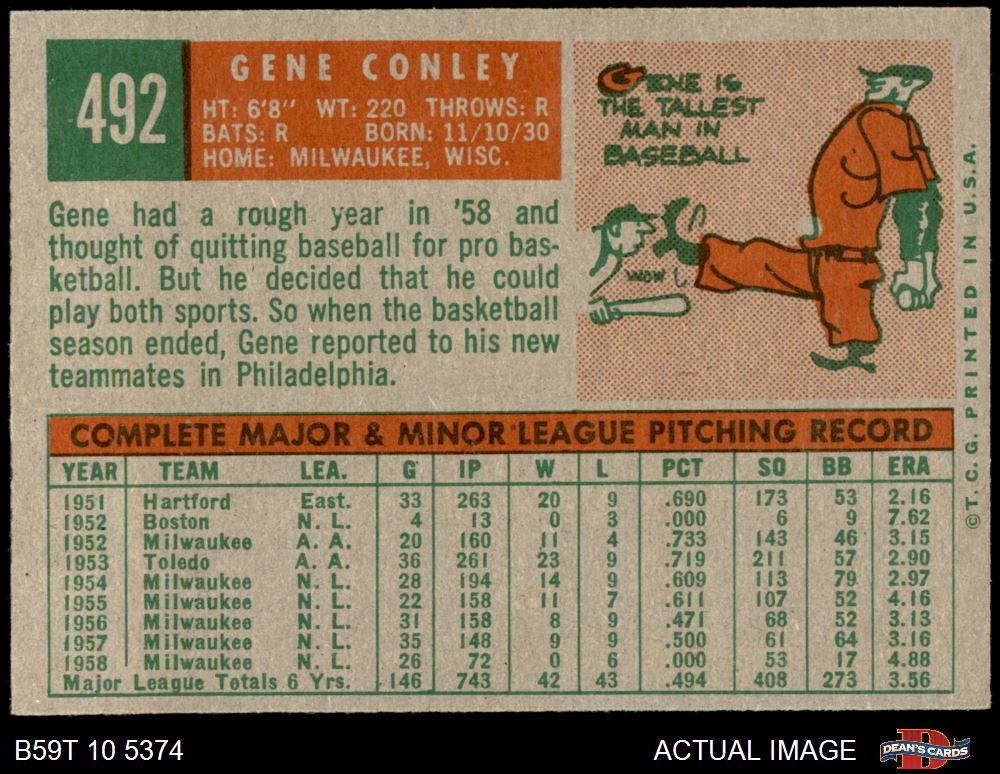 492
GENE CONLEY
HT: 6'8" WT: 220 THROWS: R
BATS: R BORN: 11/10/30
HOME: MILWAUKEE, WISC.
GENE IS
THE TALLEST
MAN IN
BASEBALL
WOW!
Gene had a rough year in '58 and
thought of quitting baseball for pro bas-
ketball. But he decided that he could
play both sports. So when the basketball
season ended, Gene reported to his new
teammates in Philadelphia.
COMPLETE MAJOR & MINOR LEAGUE PITCHING RECORD
YEAR TEAM LEA. G IP W L PCT SO BB ERA
1951 Hartford East. 33 263 20 9 .690 173 53 2.16
1952 Boston N. L. 4 13 0 3 .000 6 9 7.62
1952 Milwaukee A. A. 20 160 11 4 .733 143 46 3.15
1953 Toledo A. A. 36 261 23 9 .719 211 57 2.90
1954 Milwaukee N. L. 28 194 14 9 .609 113 79 2.97
1955 Milwaukee N. L. 22 158 11 7 .611 107 52 4.16
1956 Milwaukee N. L. 31 158 8 9 .471 68 52 3.13
1957 Milwaukee N. L. 35 148 9 9 .500 61 64 3.16
1958 Milwaukee N. L. 26 72 0 6 .000 53 17 4.88
Major League Totals 6 Yrs. 146 743 42 43 .494 408 273 3.56
©T. C. G. PRINTED IN U.S.A.
B59T 10 5374
ACTUAL IMAGE
DEAN'S CARDS